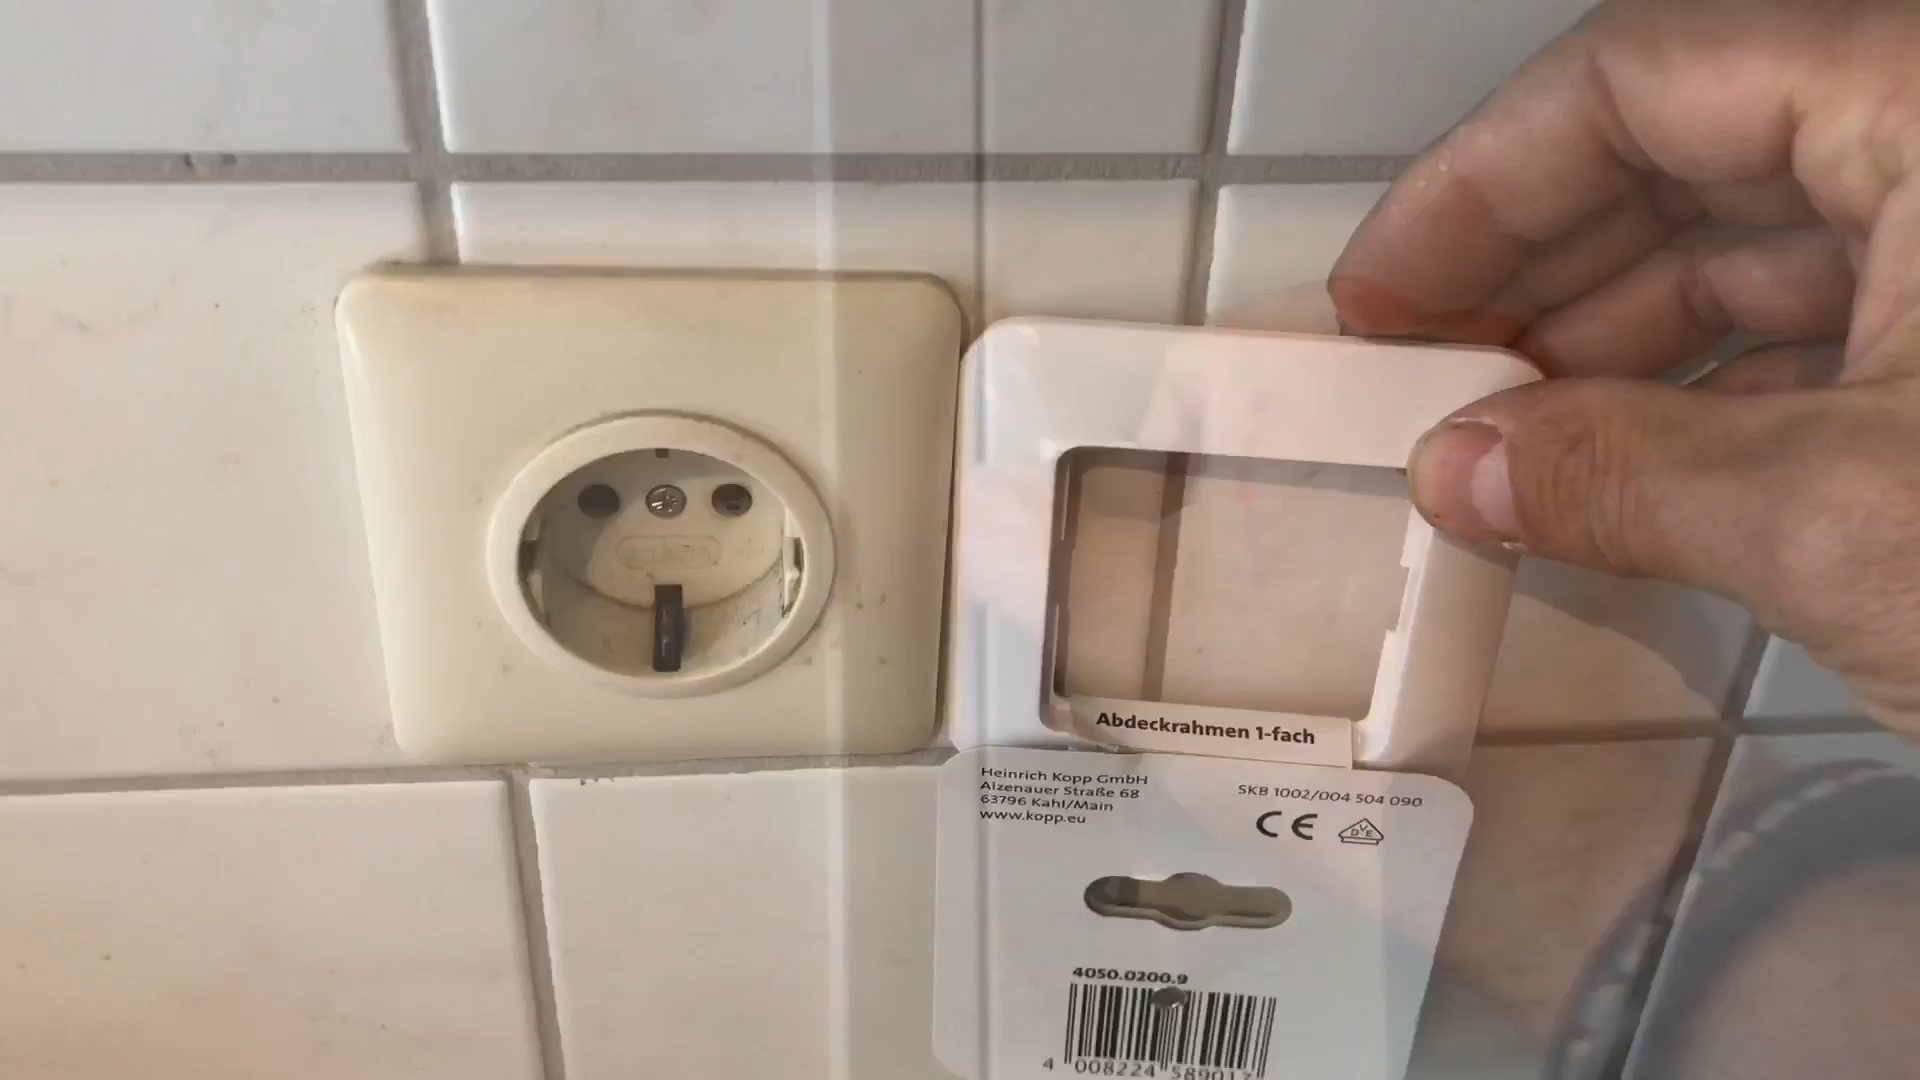 Abdeckrahmen 1-fach
Heinrich Kopp GmbH
Alzenauer Straße 68
63796 Kahl/Main
www.kopp.eu
SKB 1002/004 504 090
CE
DVE
4050.0200.9
4 008224 589017